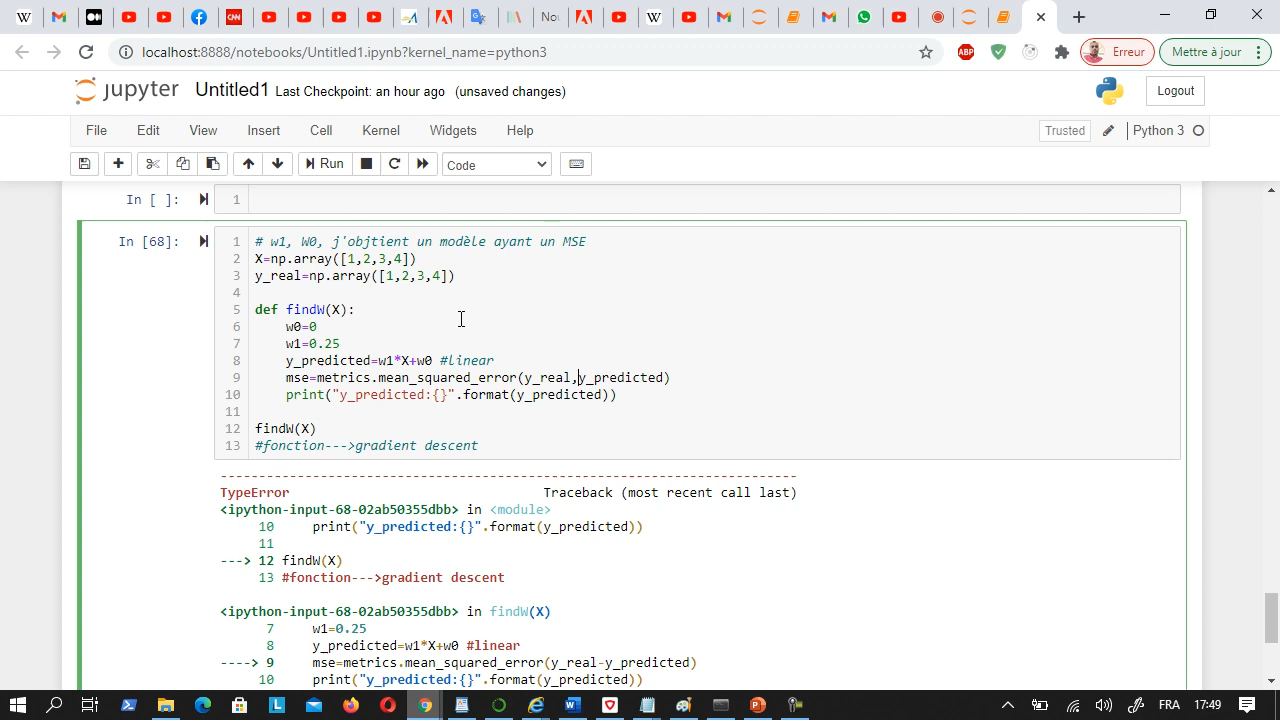 Nou
localhost:8888/notebooks/Untitled1.ipynb?kernel_name=python3
ABP
Erreur
Mettre à jour
jupyter Untitled1 Last Checkpoint: an hour ago (unsaved changes)
Logout
File Edit View Insert Cell Kernel Widgets Help
Trusted
Python 3
Run
Code
In [ ]:
1
In [68]:
1 # w1, W0, j'objtient un modèle ayant un MSE
2 X=np.array([1,2,3,4])
3 y_real=np.array([1,2,3,4])
4
5 def findW(X):
6 w0=0
7 w1=0.25
8 y_predicted=w1*X+w0 #linear
9 mse=metrics.mean_squared_error(y_real,y_predicted)
10 print("y_predicted:{}".format(y_predicted))
11
12 findW(X)
13 #fonction--->gradient descent
---------------------------------------------------------------------------
TypeError Traceback (most recent call last)
<ipython-input-68-02ab50355dbb> in <module>
10 print("y_predicted:{}".format(y_predicted))
11
---> 12 findW(X)
13 #fonction--->gradient descent
<ipython-input-68-02ab50355dbb> in findW(X)
7 w1=0.25
8 y_predicted=w1*X+w0 #linear
----> 9 mse=metrics.mean_squared_error(y_real-y_predicted)
10 print("y_predicted:{}".format(y_predicted))
FRA
17:49